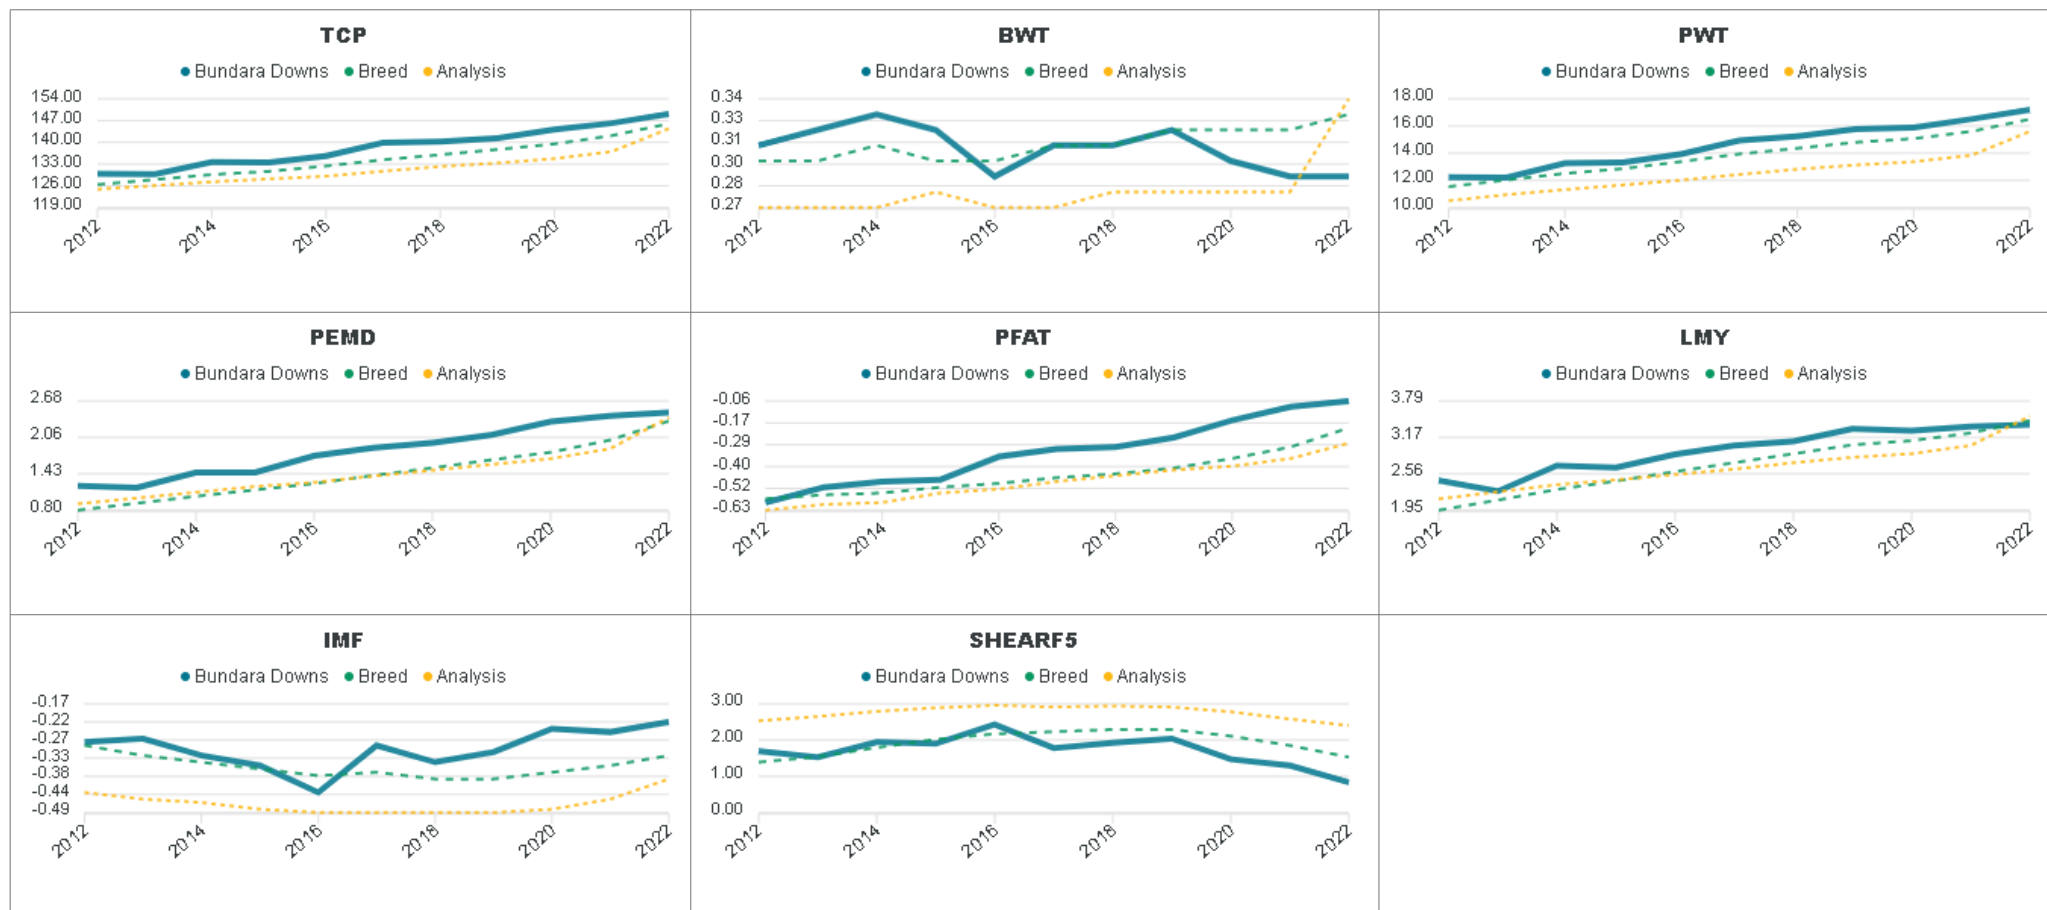 TCP
Bundara Downs Breed Analysis
154.00
147.00
140.00
133.00
126.00
119.00
2012 2014 2016 2018 2020 2022
BWT
Bundara Downs Breed Analysis
0.34
0.33
0.31
0.30
0.28
0.27
2012 2014 2016 2018 2020 2022
PWT
Bundara Downs Breed Analysis
18.00
16.00
14.00
12.00
10.00
2012 2014 2016 2018 2020 2022
PEMD
Bundara Downs Breed Analysis
2.68
2.06
1.43
0.80
2012 2014 2016 2018 2020 2022
PFAT
Bundara Downs Breed Analysis
-0.06
-0.17
-0.29
-0.40
-0.52
-0.63
2012 2014 2016 2018 2020 2022
LMY
Bundara Downs Breed Analysis
3.79
3.17
2.56
1.95
2012 2014 2016 2018 2020 2022
IMF
Bundara Downs Breed Analysis
-0.17
-0.22
-0.27
-0.33
-0.38
-0.44
-0.49
2012 2014 2016 2018 2020 2022
SHEARF5
Bundara Downs Breed Analysis
3.00
2.00
1.00
0.00
2012 2014 2016 2018 2020 2022